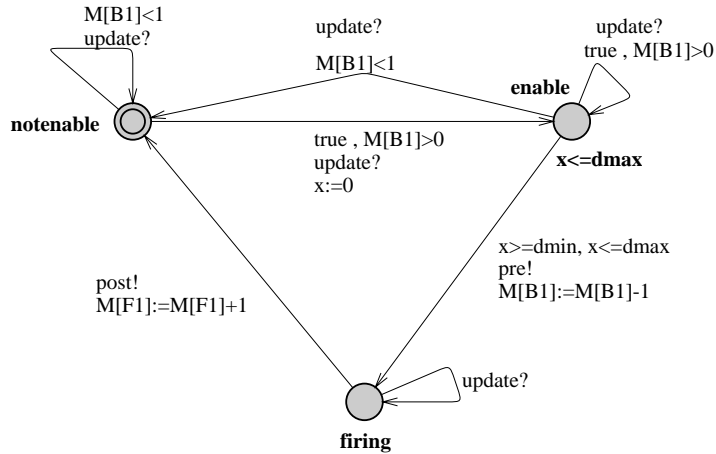 M[B1]<1
update?
update?
M[B1]<1
update?
true , M[B1]>0
enable
notenable
x<=dmax
true , M[B1]>0
update?
x:=0
x>=dmin, x<=dmax
pre!
M[B1]:=M[B1]-1
post!
M[F1]:=M[F1]+1
update?
firing